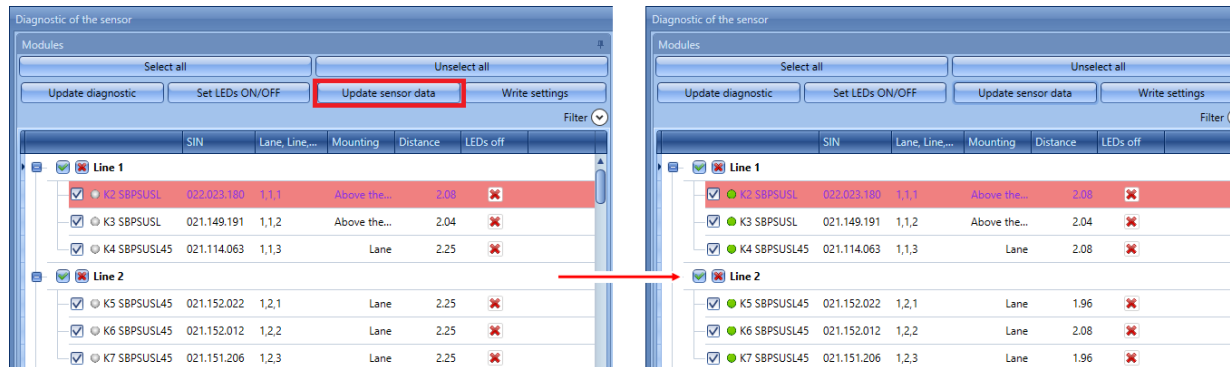 Diagnostic of the sensor
Modules
Select all Unselect all
Update diagnostic Set LEDs ON/OFF Update sensor data Write settings
Filter
SIN Lane, Line,... Mounting Distance LEDs off
Line 1
K2 SBPSUSL 022.023.180 1,1,1 Above the... 2.08
K3 SBPSUSL 021.149.191 1,1,2 Above the... 2.04
K4 SBPSUSL45 021.114.063 1,1,3 Lane 2.25
Line 2
K5 SBPSUSL45 021.152.022 1,2,1 Lane 2.25
K6 SBPSUSL45 021.152.012 1,2,2 Lane 2.25
K7 SBPSUSL45 021.151.206 1,2,3 Lane 2.25
Diagnostic of the sensor
Modules
Select all Unselect all
Update diagnostic Set LEDs ON/OFF Update sensor data Write settings
Filter
SIN Lane, Line,... Mounting Distance LEDs off
Line 1
K2 SBPSUSL 022.023.180 1,1,1 Above the... 2.08
K3 SBPSUSL 021.149.191 1,1,2 Above the... 2.04
K4 SBPSUSL45 021.114.063 1,1,3 Lane 2.08
Line 2
K5 SBPSUSL45 021.152.022 1,2,1 Lane 1.96
K6 SBPSUSL45 021.152.012 1,2,2 Lane 2.08
K7 SBPSUSL45 021.151.206 1,2,3 Lane 1.96